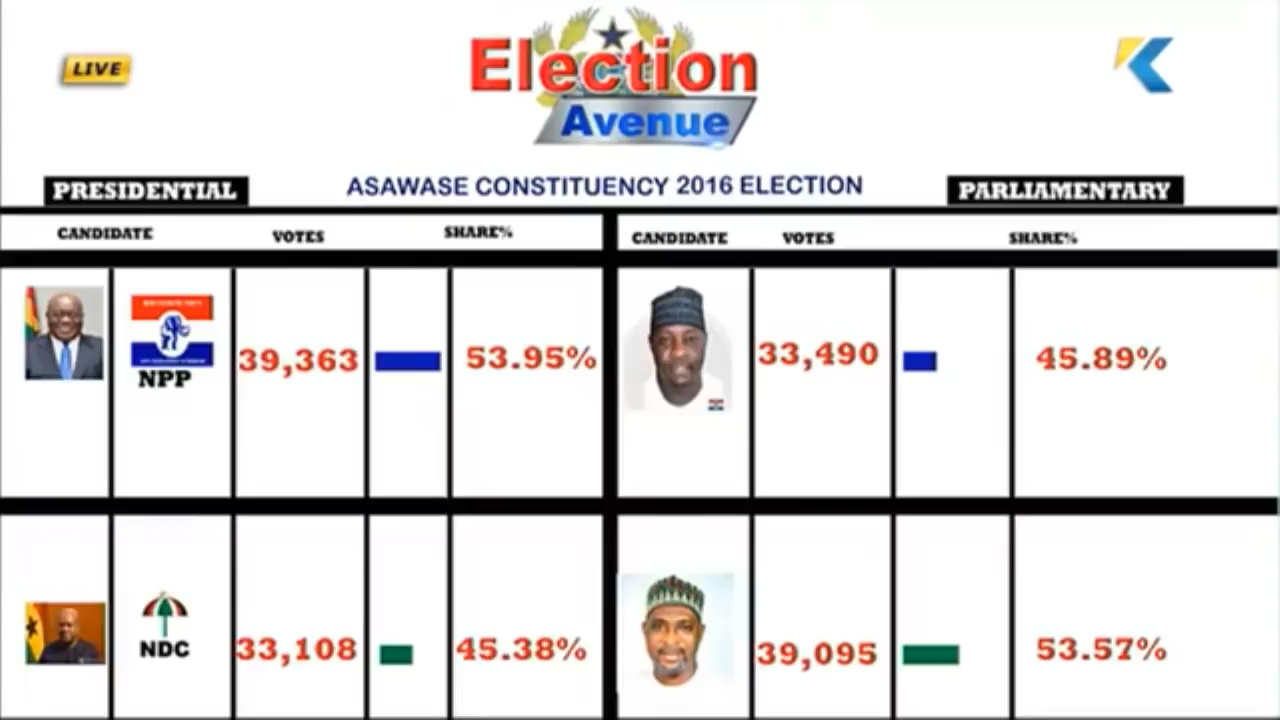 LIVE
Election
Avenue
PRESIDENTIAL
ASAWASE CONSTITUENCY 2016 ELECTION
PARLIAMENTARY
CANDIDATE VOTES SHARE%
CANDIDATE VOTES SHARE%
NPP
39,363 53.95%
33,490 45.89%
NDC
33,108 45.38%
39,095 53.57%